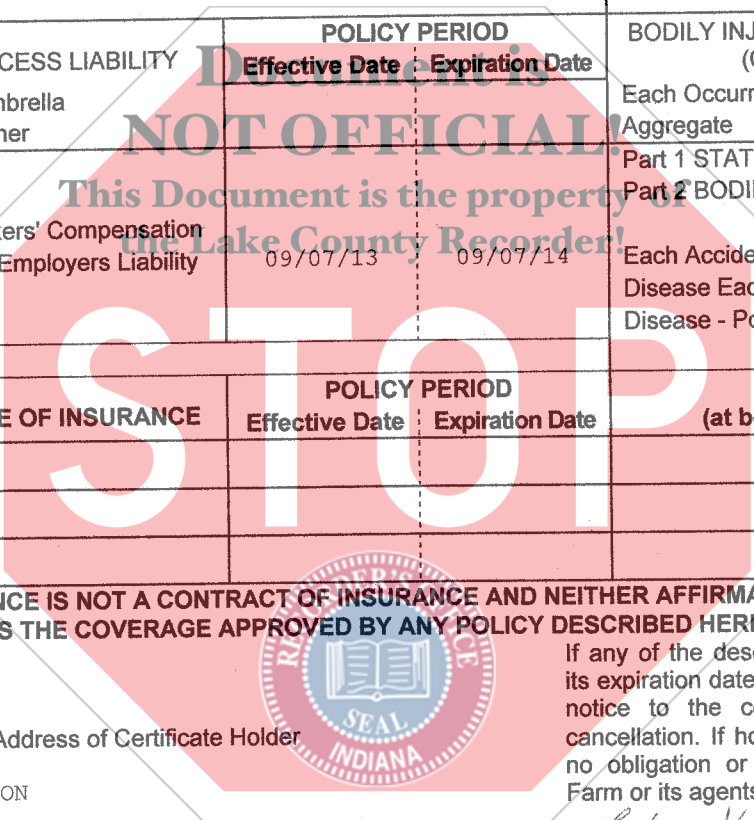 POLICY PERIOD
BODILY INJ
CESS LIABILITY
Effective Date Expiration Date
Document is
mbrella
Each Occurr
NOT OFFICIAL!
Aggregate
Part 1 STAT
This Document is the property of
Part 2 BODI
kers' Compensation
the Lake County Recorder!
Employers Liability 09/07/13 09/07/14 Each Accide
Disease Eac
Disease - Po
STOP
POLICY PERIOD
E OF INSURANCE Effective Date Expiration Date (at b
NCE IS NOT A CONTRACT OF INSURANCE AND NEITHER AFFIRMA
S THE COVERAGE APPROVED BY ANY POLICY DESCRIBED HER
RECORDER'S OFFICE
SEAL
INDIANA
If any of the desc
its expiration date
notice to the c
Address of Certificate Holder
cancellation. If ho
no obligation or
ON
Farm or its agents